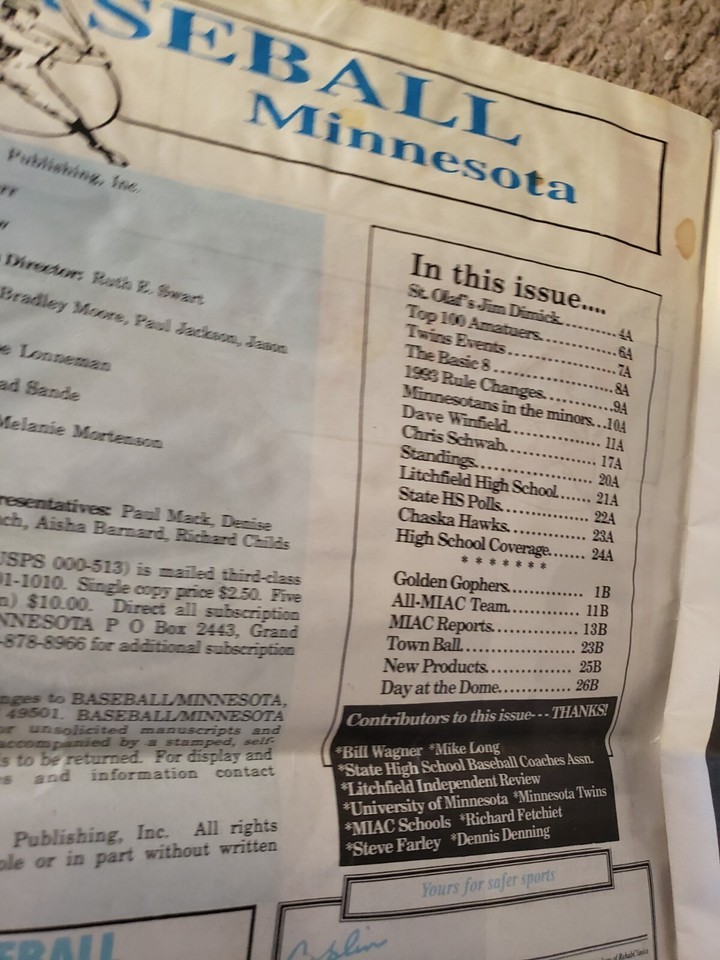 ASEBALL
Minnesota
Publishing, Inc.
Director: Ruth E. Swart
Bradley Moore, Paul Jackson, Jason
Lonneman
Sande
Melanie Mortenson
resentatives: Paul Mack, Denise
ch, Aisha Barnard, Richard Childs
USPS 000-513) is mailed third-class
01-1010. Single copy price $2.50. Five
n) $10.00. Direct all subscription
NNESOTA P O Box 2443, Grand
-878-8966 for additional subscription
nges to BASEBALL/MINNESOTA,
49501. BASEBALL/MINNESOTA
or unsolicited manuscripts and
accompanied by a stamped, self-
s to be returned. For display and
s and information contact
Publishing, Inc. All rights
ole or in part without written
EBALL
In this issue....
St. Olaf's Jim Dimick.......... 4A
Top 100 Amatuers............ 6A
Twins Events ................. 7A
The Basic 8 .................... 8A
1993 Rule Changes..........9A
Minnesotans in the minors...10A
Dave Winfield................. 11A
Chris Schwab................. 17A
Standings...................... 20A
Litchfield High School...... 21A
State HS Polls................ 22A
Chaska Hawks................ 23A
High School Coverage...... 24A
* * * * * * *
Golden Gophers............. 1B
All-MIAC Team.............. 11B
MIAC Reports................ 13B
Town Ball...................... 23B
New Products................ 25B
Day at the Dome............ 26B
Contributors to this issue--- THANKS!
*Bill Wagner *Mike Long
*State High School Baseball Coaches Assn.
*Litchfield Independent Review
*University of Minnesota *Minnesota Twins
*MIAC Schools *Richard Fetchiet
*Steve Farley *Dennis Denning
Yours for safer sports